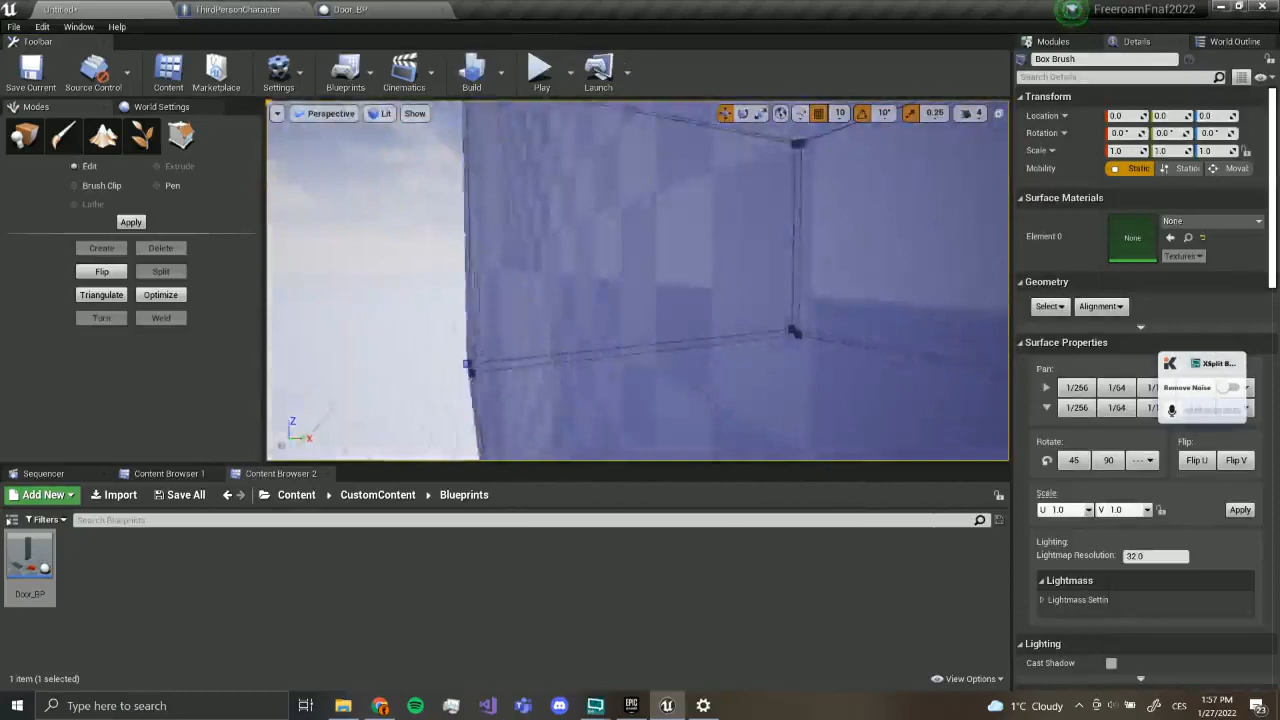 Untitled*
ThirdPersonCharacter
Door_BP
FreeroamFnaf2022
File Edit Window Help
Toolbar
Save Current
Source Control
Content
Marketplace
Settings
Blueprints
Cinematics
Build
Play
Launch
Modes
World Settings
Edit
Extrude
Brush Clip
Pen
Lathe
Apply
Create
Delete
Flip
Split
Triangulate
Optimize
Turn
Weld
Perspective
Lit
Show
10
10°
0.25
4
Z
X
Modules
Details
World Outline
Box Brush
Search Details
Transform
Location
0.0 0.0 0.0
Rotation
0.0 ° 0.0 ° 0.0 °
Scale
1.0 1.0 1.0
Mobility
Static
Station
Movab
Surface Materials
Element 0
None
None
Textures
Geometry
Select
Alignment
Surface Properties
Pan:
1/256 1/64
1/256 1/64
XSplit B...
Remove Noise
Rotate:
Flip:
45 90 ---
Flip U Flip V
Scale
U 1.0 V 1.0
Apply
Lighting:
Lightmap Resolution: 32.0
Lightmass
Lightmass Settin
Lighting
Cast Shadow
Sequencer
Content Browser 1
Content Browser 2
Add New
Import
Save All
Content
CustomContent
Blueprints
Filters
Search Blueprints
Door_BP
1 item (1 selected)
View Options
Type here to search
1°C Cloudy
CES
1:57 PM
1/27/2022
23